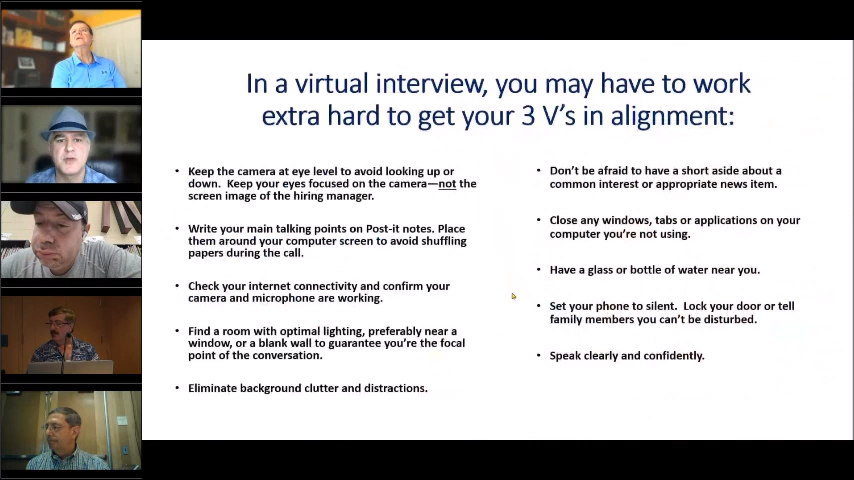 In a virtual interview, you may have to work
extra hard to get your 3 V's in alignment:
• Keep the camera at eye level to avoid looking up or
down.  Keep your eyes focused on the camera—not the
screen image of the hiring manager.
• Write your main talking points on Post-it notes. Place
them around your computer screen to avoid shuffling
papers during the call.
• Check your internet connectivity and confirm your
camera and microphone are working.
• Find a room with optimal lighting, preferably near a
window, or a blank wall to guarantee you're the focal
point of the conversation.
• Eliminate background clutter and distractions.
• Don't be afraid to have a short aside about a
common interest or appropriate news item.
• Close any windows, tabs or applications on your
computer you're not using.
• Have a glass or bottle of water near you.
• Set your phone to silent.  Lock your door or tell
family members you can't be disturbed.
• Speak clearly and confidently.